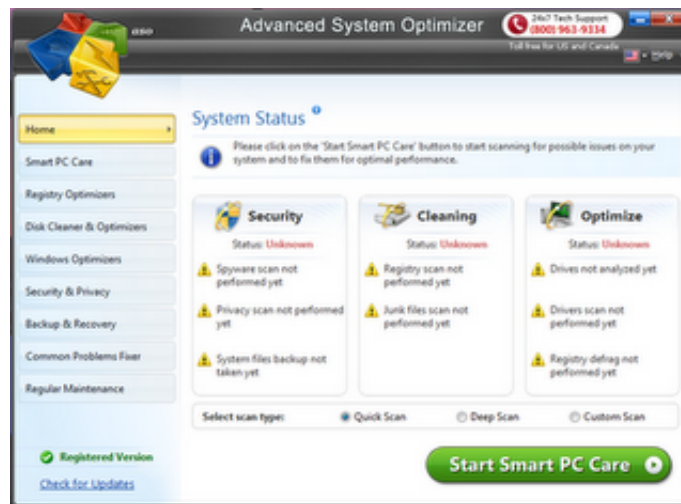 aso
Advanced System Optimizer
24x7 Tech Support
(800) 963-9334
Toll free for US and Canada
Help
Home
Smart PC Care
Registry Optimizers
Disk Cleaner & Optimizers
Windows Optimizers
Security & Privacy
Backup & Recovery
Common Problems Fixer
Regular Maintenance
Registered Version
Check for Updates
System Status
Please click on the 'Start Smart PC Care' button to start scanning for possible issues on your
system and to fix them for optimal performance.
Security
Status: Unknown
Spyware scan not
performed yet
Privacy scan not performed
yet
System files backup not
taken yet
Cleaning
Status: Unknown
Registry scan not
performed yet
Junk files scan not
performed yet
Optimize
Status: Unknown
Drives not analyzed yet
Drivers scan not
performed yet
Registry defrag not
performed yet
Select scan type:
Quick Scan
Deep Scan
Custom Scan
Start Smart PC Care